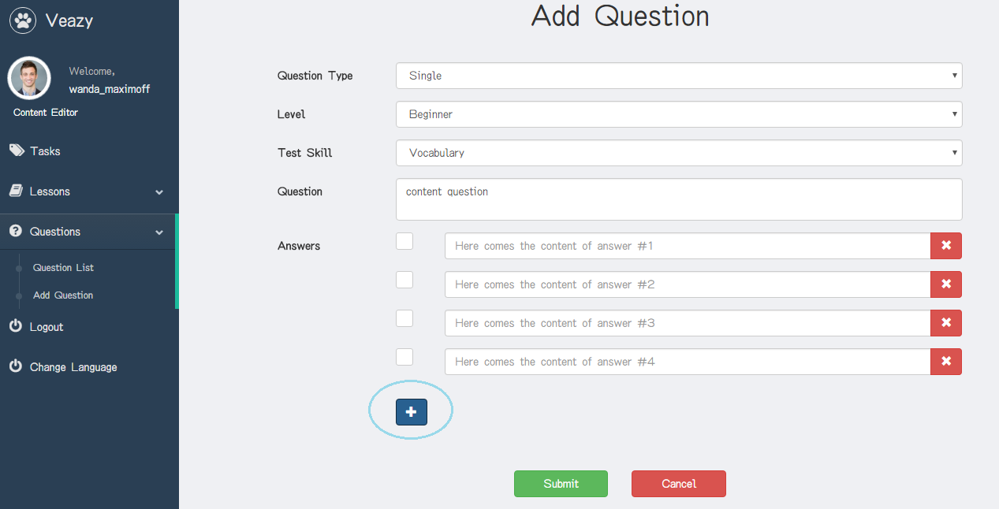 Veazy
Welcome,
wanda_maximoff
Content Editor
Tasks
Lessons
Questions
Question List
Add Question
Logout
Change Language
Add Question
Question Type
Single
Level
Beginner
Test Skill
Vocabulary
Question
content question
Answers
Here comes the content of answer #1
Here comes the content of answer #2
Here comes the content of answer #3
Here comes the content of answer #4
Submit
Cancel